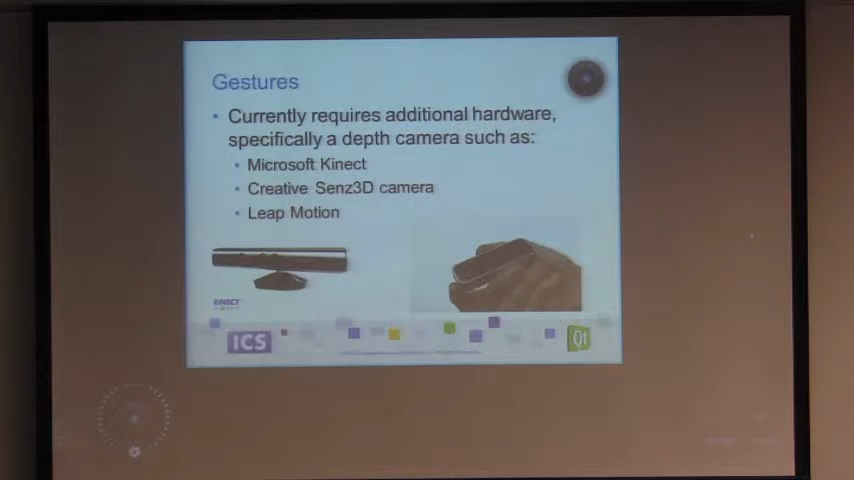 Gestures
• Currently requires additional hardware,
specifically a depth camera such as:
• Microsoft Kinect
• Creative Senz3D camera
• Leap Motion
KINECT
ICS
Qt